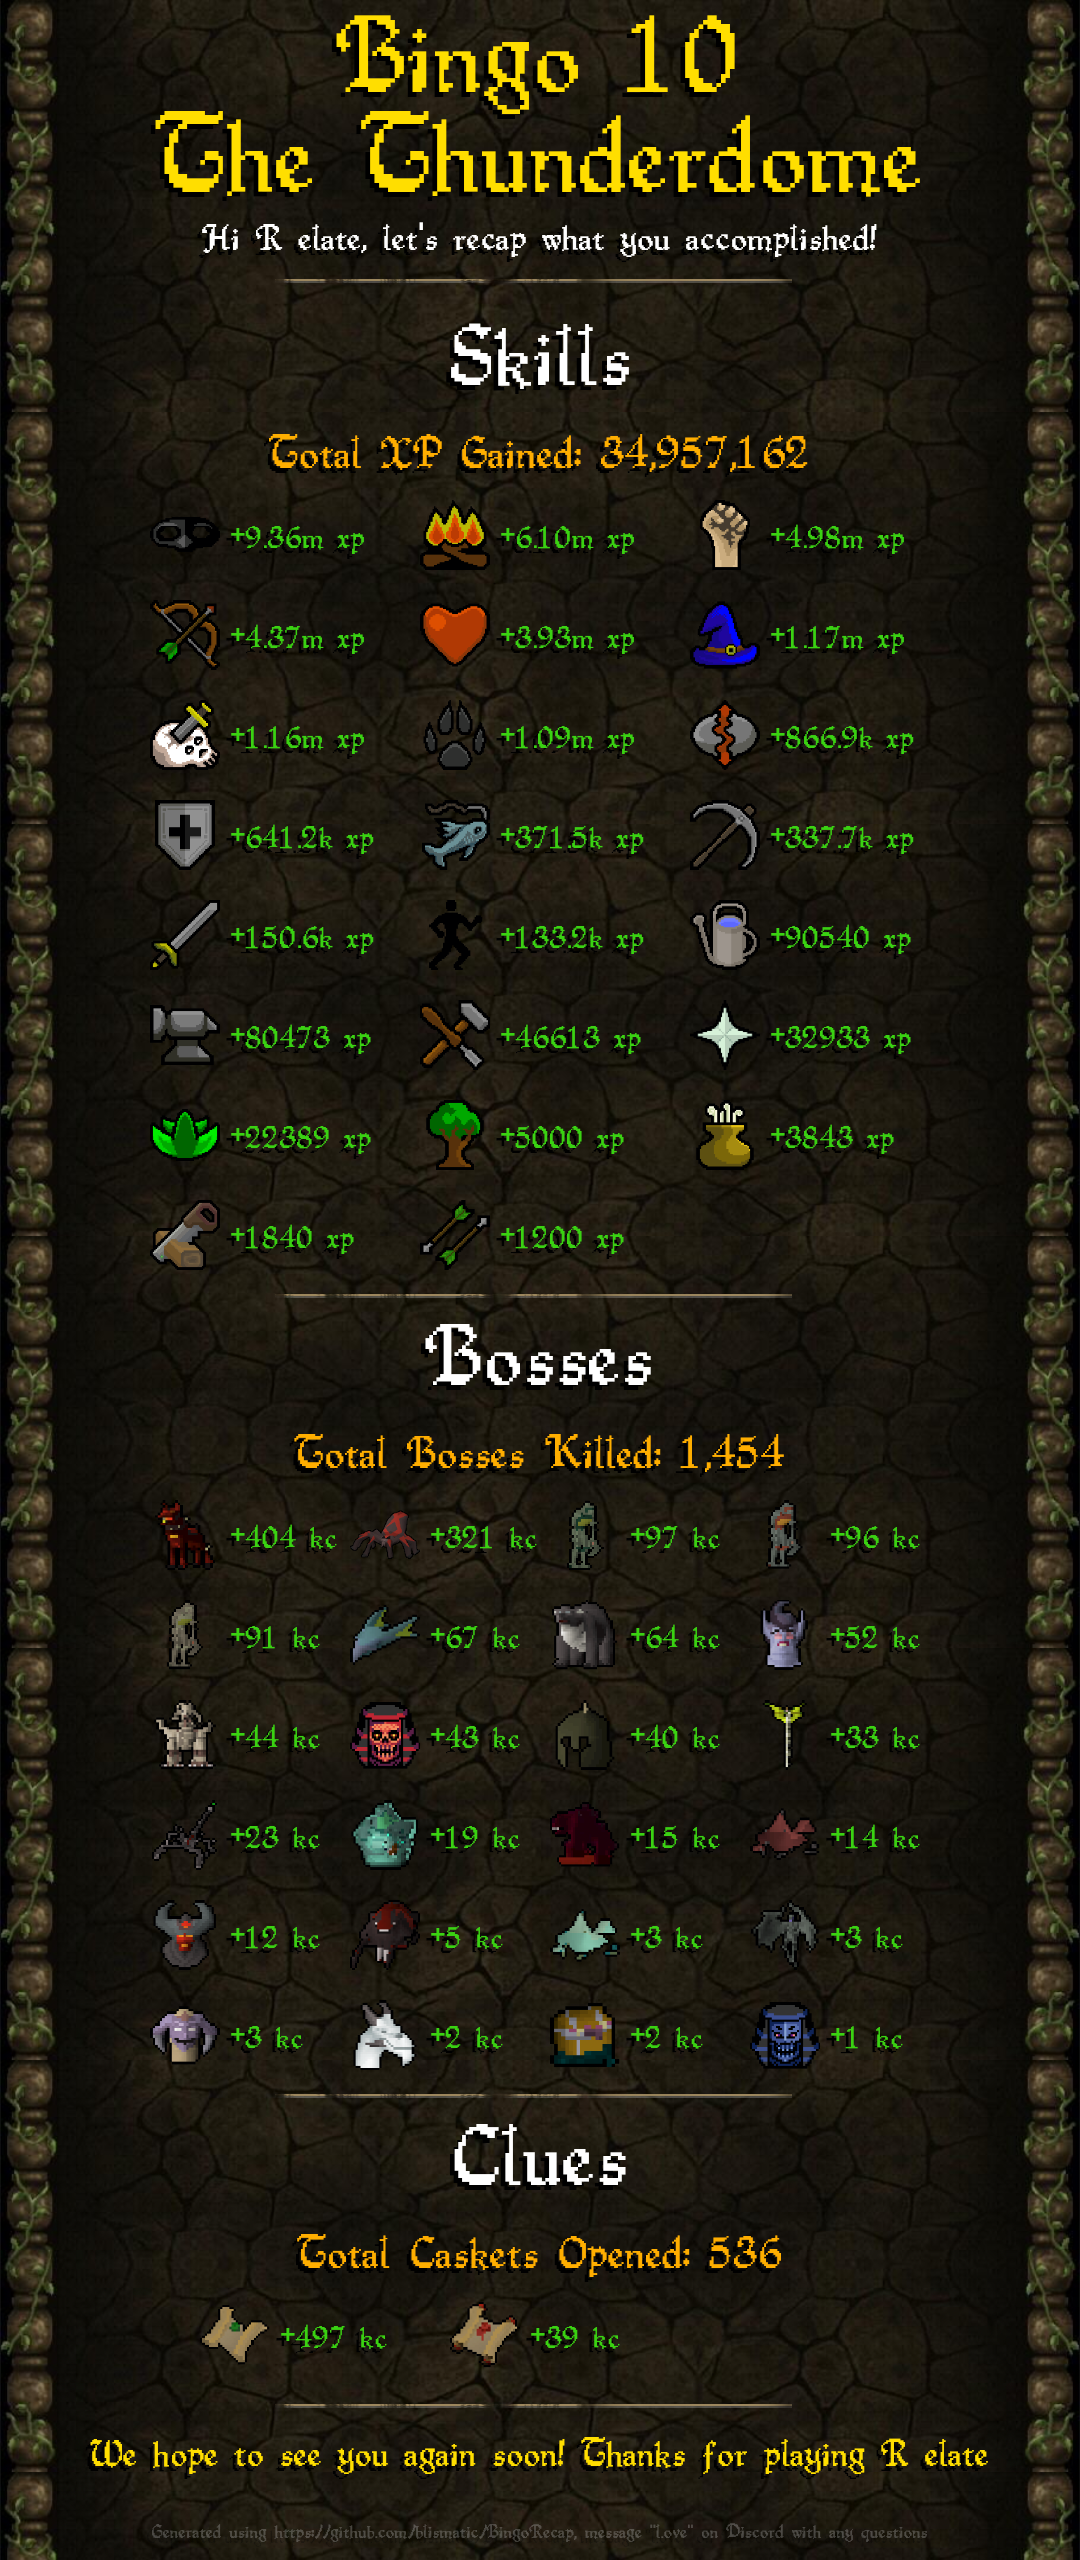 Bingo 10
The Thunderdome
Hi R elate, let's recap what you accomplished!
Skills
Total XP Gained: 34,957,162
+9.36m xp +6.10m xp +4.98m xp
+4.37m xp +3.93m xp +1.17m xp
+1.16m xp +1.09m xp +866.9k xp
+641.2k xp +371.5k xp +337.7k xp
+150.6k xp +133.2k xp +90540 xp
+80473 xp +46613 xp +32933 xp
+22389 xp +5000 xp +3843 xp
+1840 xp +1200 xp
Bosses
Total Bosses Killed: 1,454
+404 kc +321 kc +97 kc +96 kc
+91 kc +67 kc +64 kc +52 kc
+44 kc +43 kc +40 kc +33 kc
+23 kc +19 kc +15 kc +14 kc
+12 kc +5 kc +3 kc +3 kc
+3 kc +2 kc +2 kc +1 kc
Clues
Total Caskets Opened: 536
+497 kc +39 kc
We hope to see you again soon! Thanks for playing R elate
Generated using https://github.com/blismatic/BingoRecap, message "love" on Discord with any questions